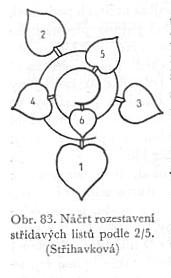 2
5
4
3
6
1
Obr. 83. Náčrt rozestavení
střídavých listů podle 2/5.
(Střihavková)